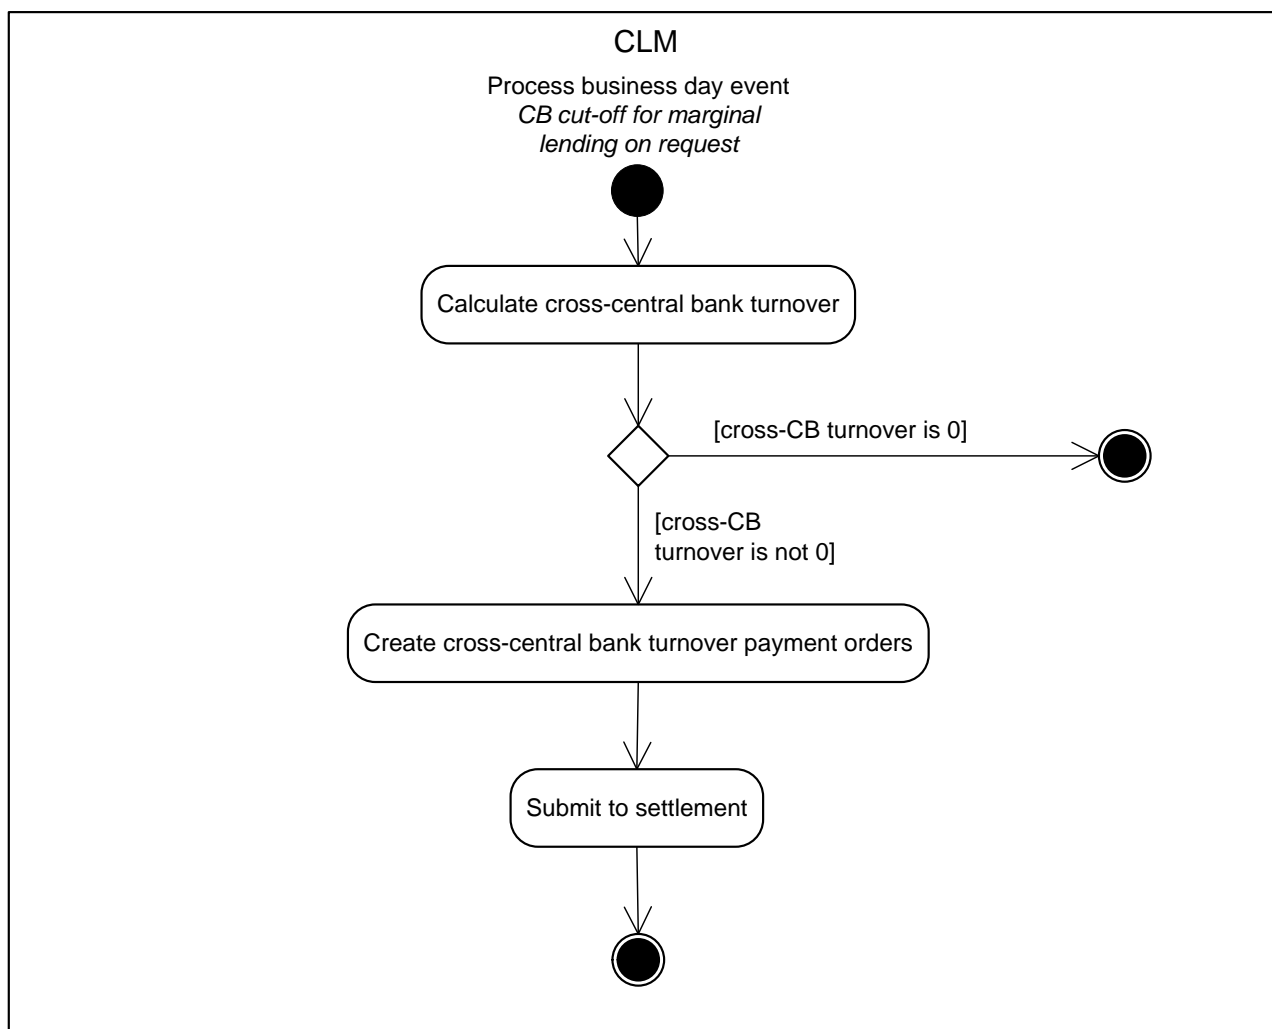 CLM
Process business day event
CB cut-off for marginal
lending on request
Calculate cross-central bank turnover
[cross-CB turnover is 0]
[cross-CB
turnover is not 0]
Create cross-central bank turnover payment orders
Submit to settlement